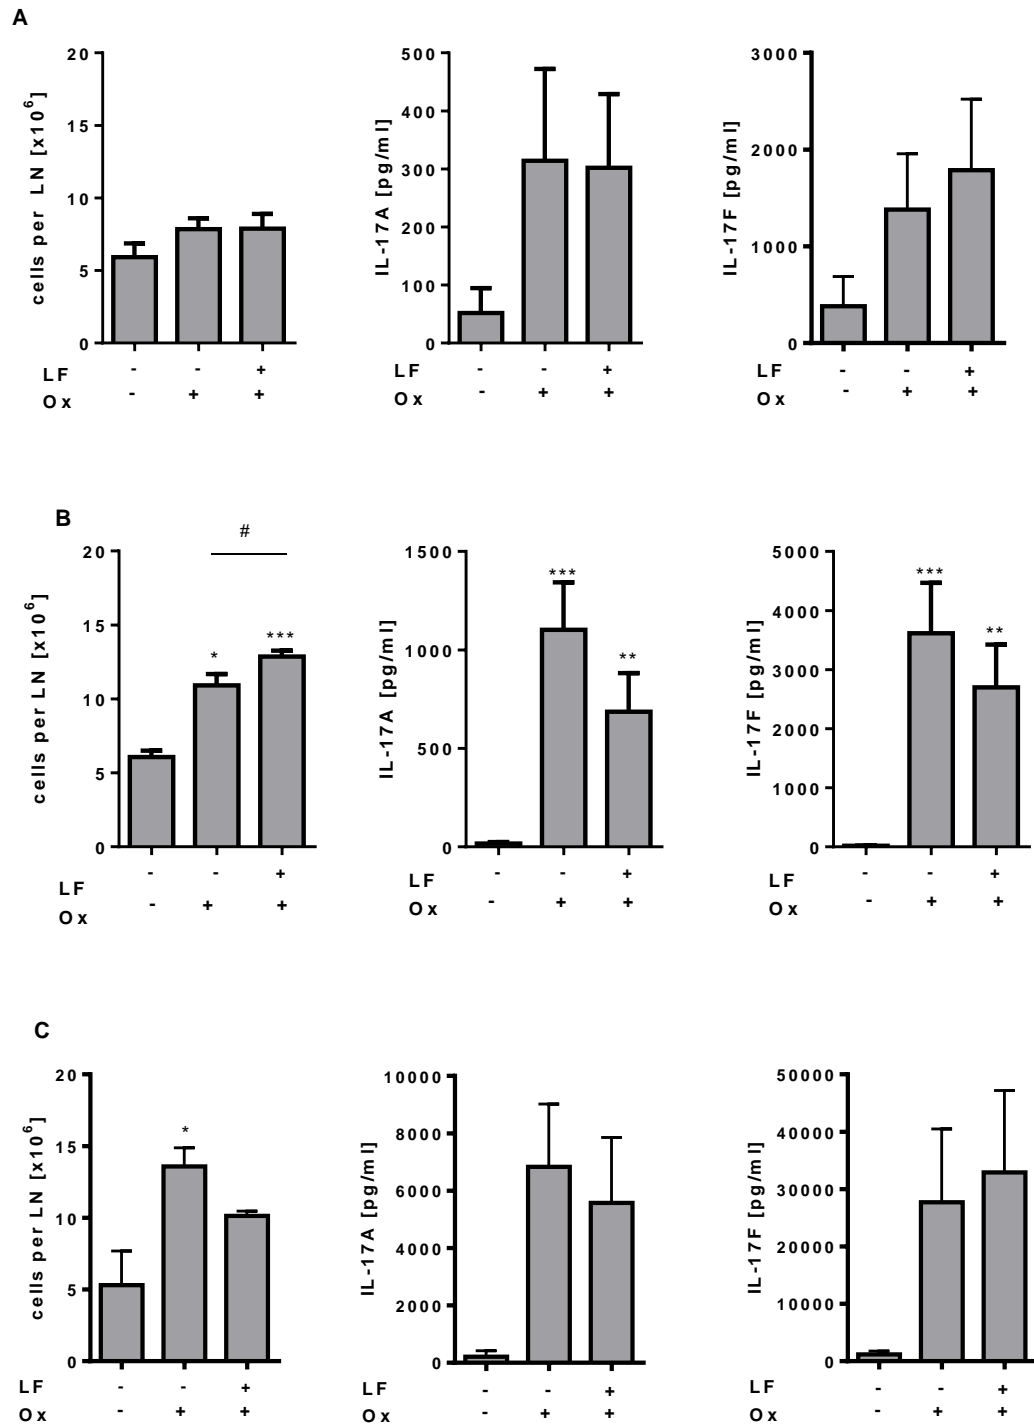 A
cells per LN [x10^6]
20
15
10
5
0
LF - - +
Ox - + +
IL-17A [pg/ml]
500
400
300
200
100
0
LF - - +
Ox - + +
IL-17F [pg/ml]
3000
2000
1000
0
LF - - +
Ox - + +
B
cells per LN [x10^6]
20
15
10
5
0
#
*
***
LF - - +
Ox - + +
IL-17A [pg/ml]
1500
1000
500
0
***
**
LF - - +
Ox - + +
IL-17F [pg/ml]
5000
4000
3000
2000
1000
0
***
**
LF - - +
Ox - + +
C
cells per LN [x10^6]
20
15
10
5
0
*
LF - - +
Ox - + +
IL-17A [pg/ml]
10000
8000
6000
4000
2000
0
LF - - +
Ox - + +
IL-17F [pg/ml]
50000
40000
30000
20000
10000
0
LF - - +
Ox - + +